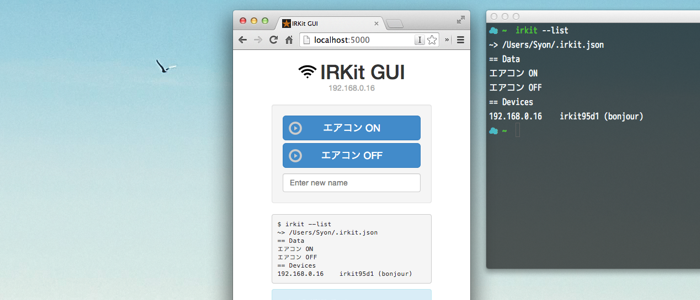 IRKit GUI
localhost:5000
IRKit GUI
192.168.0.16
エアコン ON
エアコン OFF
Enter new name
$ irkit --list
~> /Users/Syon/.irkit.json
== Data
エアコン ON
エアコン OFF
== Devices
192.168.0.16 irkit95d1 (bonjour)
~ irkit --list
~> /Users/Syon/.irkit.json
== Data
エアコン ON
エアコン OFF
== Devices
192.168.0.16 irkit95d1 (bonjour)
~